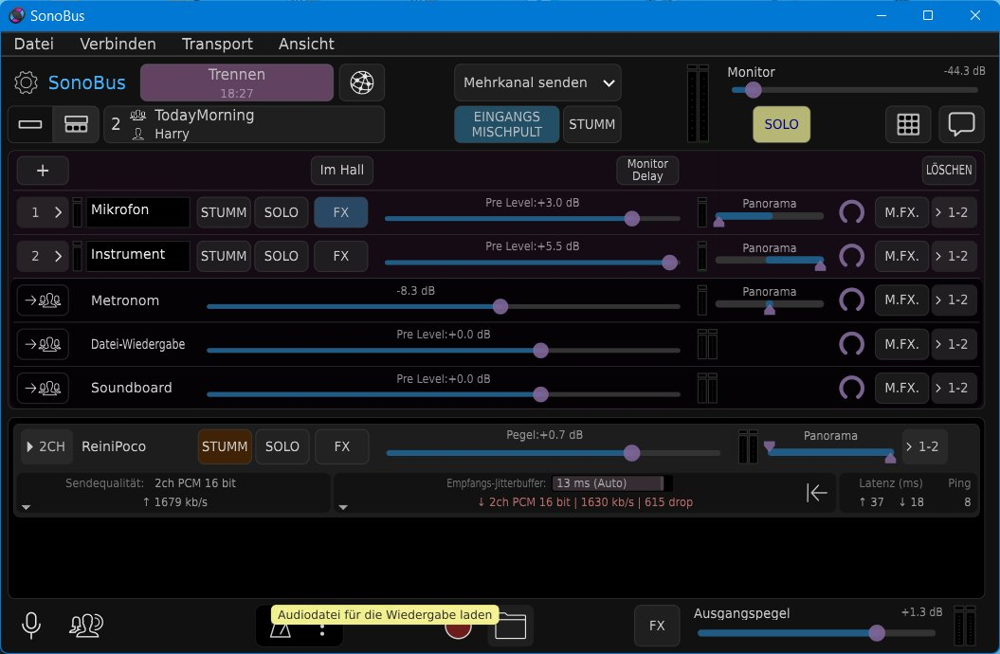 SonoBus
Datei Verbinden Transport Ansicht
SonoBus
Trennen
18:27
Mehrkanal senden
Monitor
-44.3 dB
2
TodayMorning
Harry
EINGANGS
MISCHPULT
STUMM
SOLO
+
Im Hall
Monitor
Delay
LÖSCHEN
1 > Mikrofon STUMM SOLO FX Pre Level:+3.0 dB Panorama M.FX. > 1-2
2 > Instrument STUMM SOLO FX Pre Level:+5.5 dB Panorama M.FX. > 1-2
Metronom -8.3 dB Panorama M.FX. > 1-2
Datei-Wiedergabe Pre Level:+0.0 dB M.FX. > 1-2
Soundboard Pre Level:+0.0 dB M.FX. > 1-2
2CH ReiniPoco STUMM SOLO FX Pegel:+0.7 dB Panorama > 1-2
Sendequalität: 2ch PCM 16 bit
↑ 1679 kb/s
Empfangs-Jitterbuffer: 13 ms (Auto)
↓ 2ch PCM 16 bit | 1630 kb/s | 615 drop
Latenz (ms) Ping
↑ 37 ↓ 18 8
Audiodatei für die Wiedergabe laden
FX
Ausgangspegel
+1.3 dB